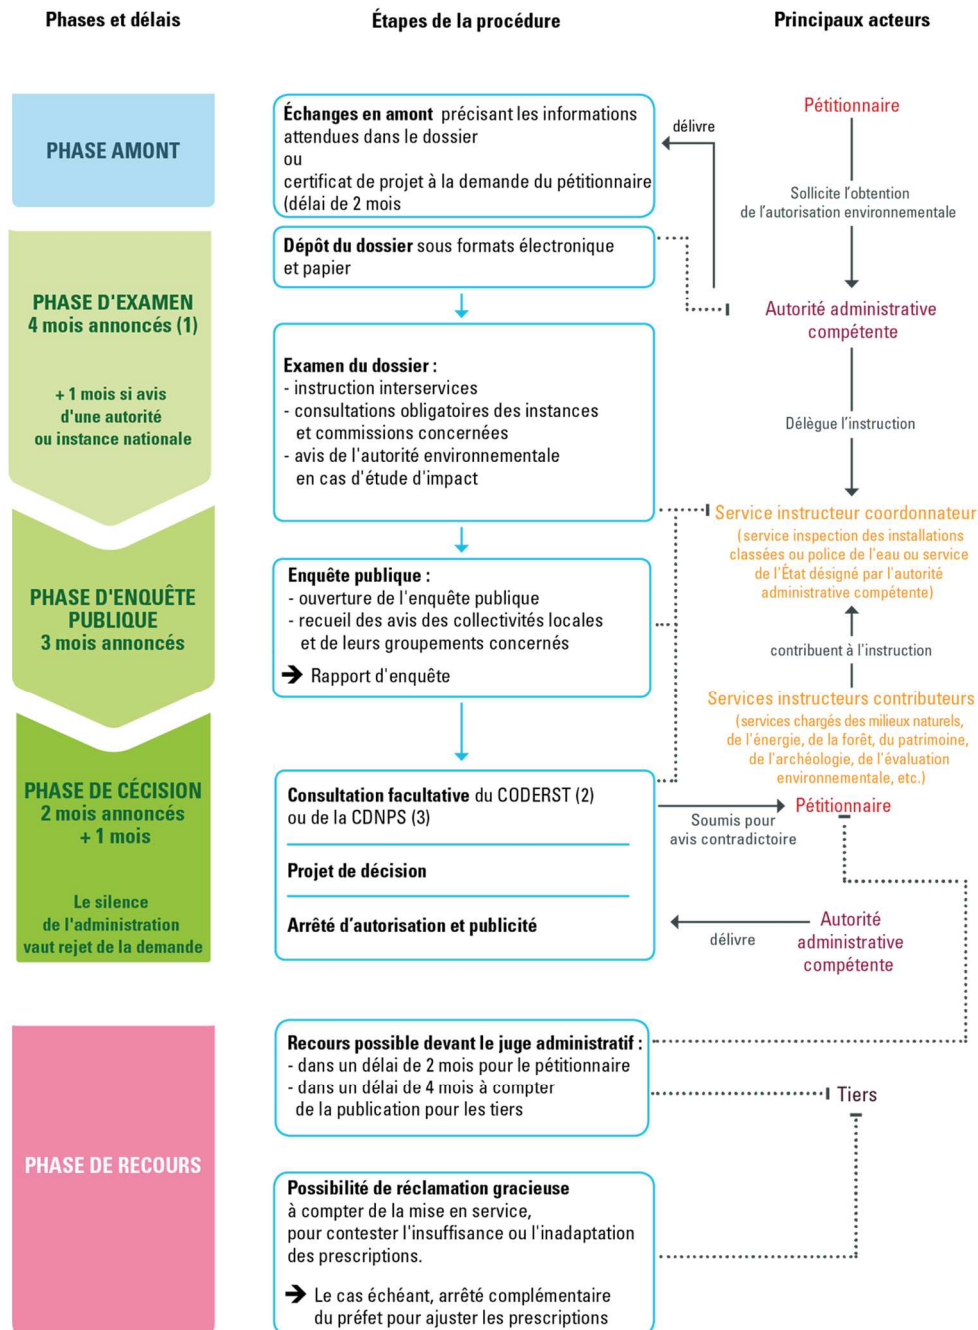 Phases et délais
Étapes de la procédure
Principaux acteurs
PHASE AMONT
Échanges en amont précisant les informations
attendues dans le dossier
ou
certificat de projet à la demande du pétitionnaire
(délai de 2 mois
délivre
Pétitionnaire
Sollicite l'obtention
de l'autorisation environnementale
Dépôt du dossier sous formats électronique
et papier
PHASE D'EXAMEN
4 mois annoncés (1)
+ 1 mois si avis
d'une autorité
ou instance nationale
Autorité administrative
compétente
Examen du dossier :
- instruction interservices
- consultations obligatoires des instances
et commissions concernées
- avis de l'autorité environnementale
en cas d'étude d'impact
Délègue l'instruction
Service instructeur coordonnateur
(service inspection des installations
classées ou police de l'eau ou service
de l'État désigné par l'autorité
administrative compétente)
PHASE D'ENQUÊTE
PUBLIQUE
3 mois annoncés
Enquête publique :
- ouverture de l'enquête publique
- recueil des avis des collectivités locales
et de leurs groupements concernés
➔ Rapport d'enquête
contribuent à l'instruction
Services instructeurs contributeurs
(services chargés des milieux naturels,
de l'énergie, de la forêt, du patrimoine,
de l'archéologie, de l'évaluation
environnementale, etc.)
PHASE DE CÉCISION
2 mois annoncés
+ 1 mois
Le silence
de l'administration
vaut rejet de la demande
Consultation facultative du CODERST (2)
ou de la CDNPS (3)
Projet de décision
Arrêté d'autorisation et publicité
Soumis pour
avis contradictoire
Pétitionnaire
délivre
Autorité
administrative
compétente
PHASE DE RECOURS
Recours possible devant le juge administratif :
- dans un délai de 2 mois pour le pétitionnaire
- dans un délai de 4 mois à compter
de la publication pour les tiers
Tiers
Possibilité de réclamation gracieuse
à compter de la mise en service,
pour contester l'insuffisance ou l'inadaptation
des prescriptions.
➔ Le cas échéant, arrêté complémentaire
du préfet pour ajuster les prescriptions